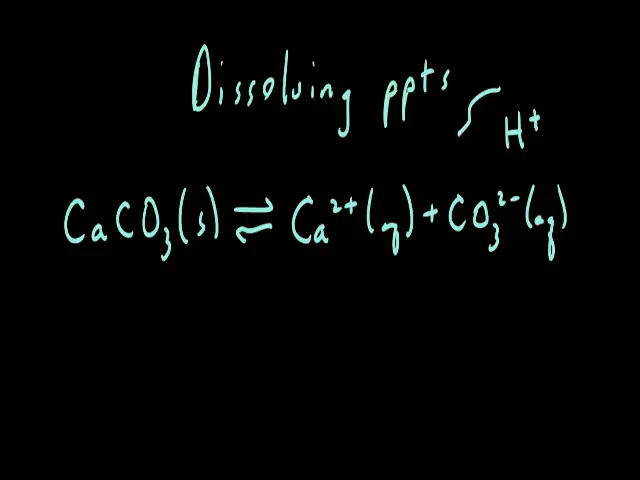 Dissolving ppts
H⁺
CaCO₃(s) ⇌ Ca²⁺(aq) + CO₃²⁻(aq)